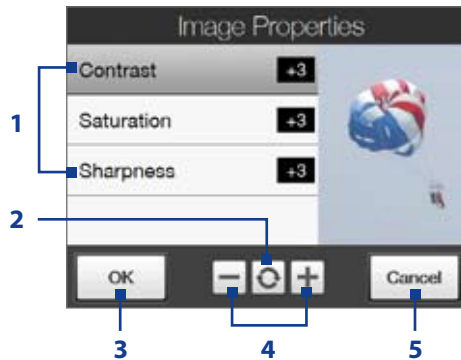 Image Properties
Contrast +3
1
Saturation +3
Sharpness +3
2
OK Cancel
3 4 5